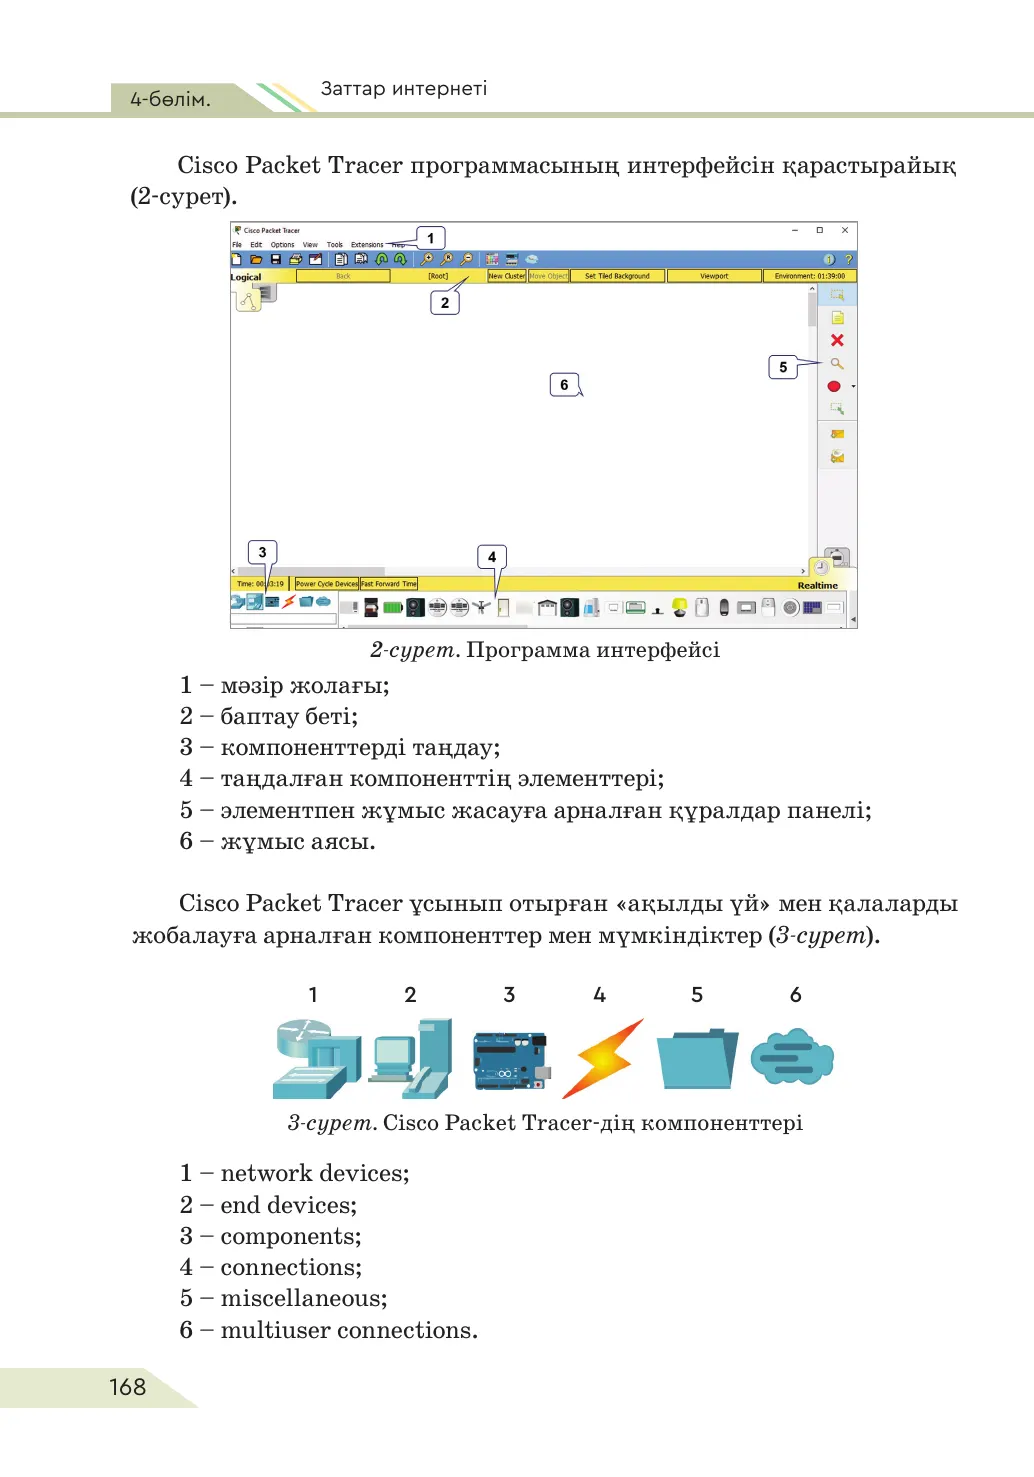 4-бөлім.
Заттар интернеті
Cisco Packet Tracer программасының интерфейсін қарастырайық
(2-сурет).
Cisco Packet Tracer
File Edit Options View Tools Extensions Help
1
Logical Back [Root] New Cluster Move Object Set Tiled Background Viewport Environment: 01:39:00
2
5
6
3
4
Time: 00:03:19 Power Cycle Devices Fast Forward Time
Realtime
2-сурет. Программа интерфейсі
1 – мәзір жолағы;
2 – баптау беті;
3 – компоненттерді таңдау;
4 – таңдалған компоненттің элементтері;
5 – элементпен жұмыс жасауға арналған құралдар панелі;
6 – жұмыс аясы.
Cisco Packet Tracer ұсынып отырған «ақылды үй» мен қалаларды
жобалауға арналған компоненттер мен мүмкіндіктер (3-сурет).
1 2 3 4 5 6
3-сурет. Cisco Packet Tracer-дің компоненттері
1 – network devices;
2 – end devices;
3 – components;
4 – connections;
5 – miscellaneous;
6 – multiuser connections.
168